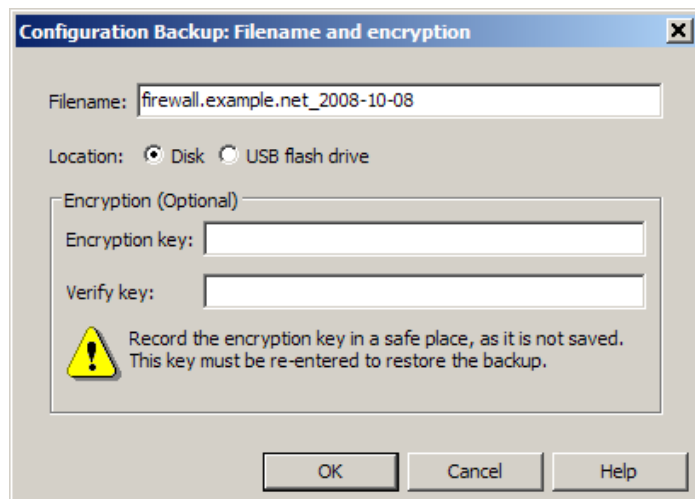 Configuration Backup: Filename and encryption
Filename: firewall.example.net_2008-10-08
Location: Disk USB flash drive
Encryption (Optional)
Encryption key:
Verify key:
Record the encryption key in a safe place, as it is not saved.
This key must be re-entered to restore the backup.
OK Cancel Help